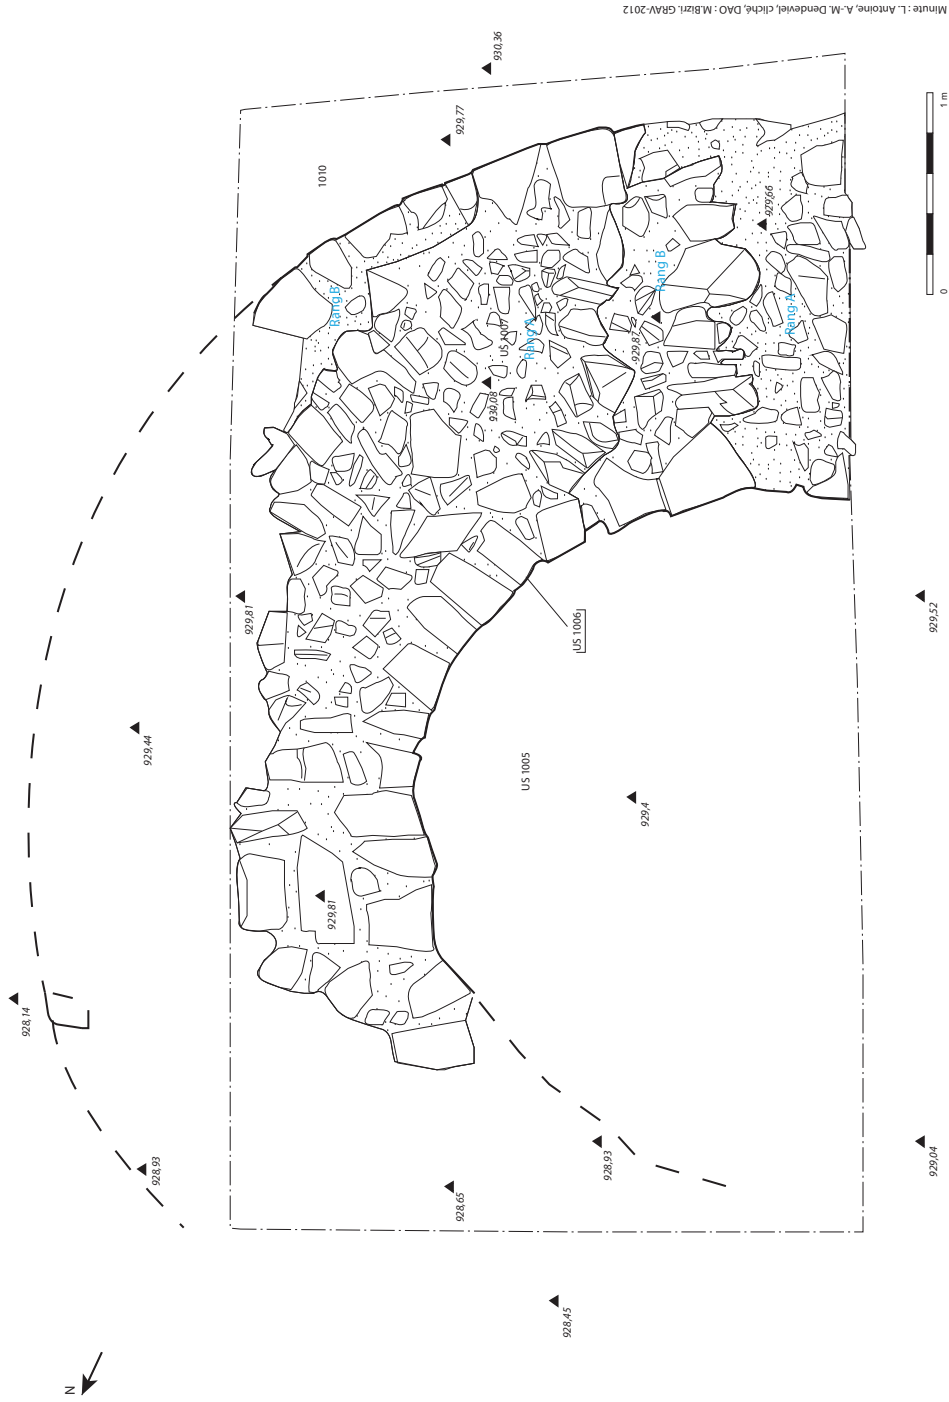 Minute : L. Antoine, A.-M. Dendeviel, cliché, DAO : M.Bizri. GRAV-2012
930,36
929,77
1010
1 m
0
929,66
Rang B
Rang B
Rang A
US 1007
Rang A
929,87
930,08
929,81
US 1006
929,52
929,44
US 1005
929,4
929,81
928,14
928,93
928,93
929,04
928,65
928,45
N